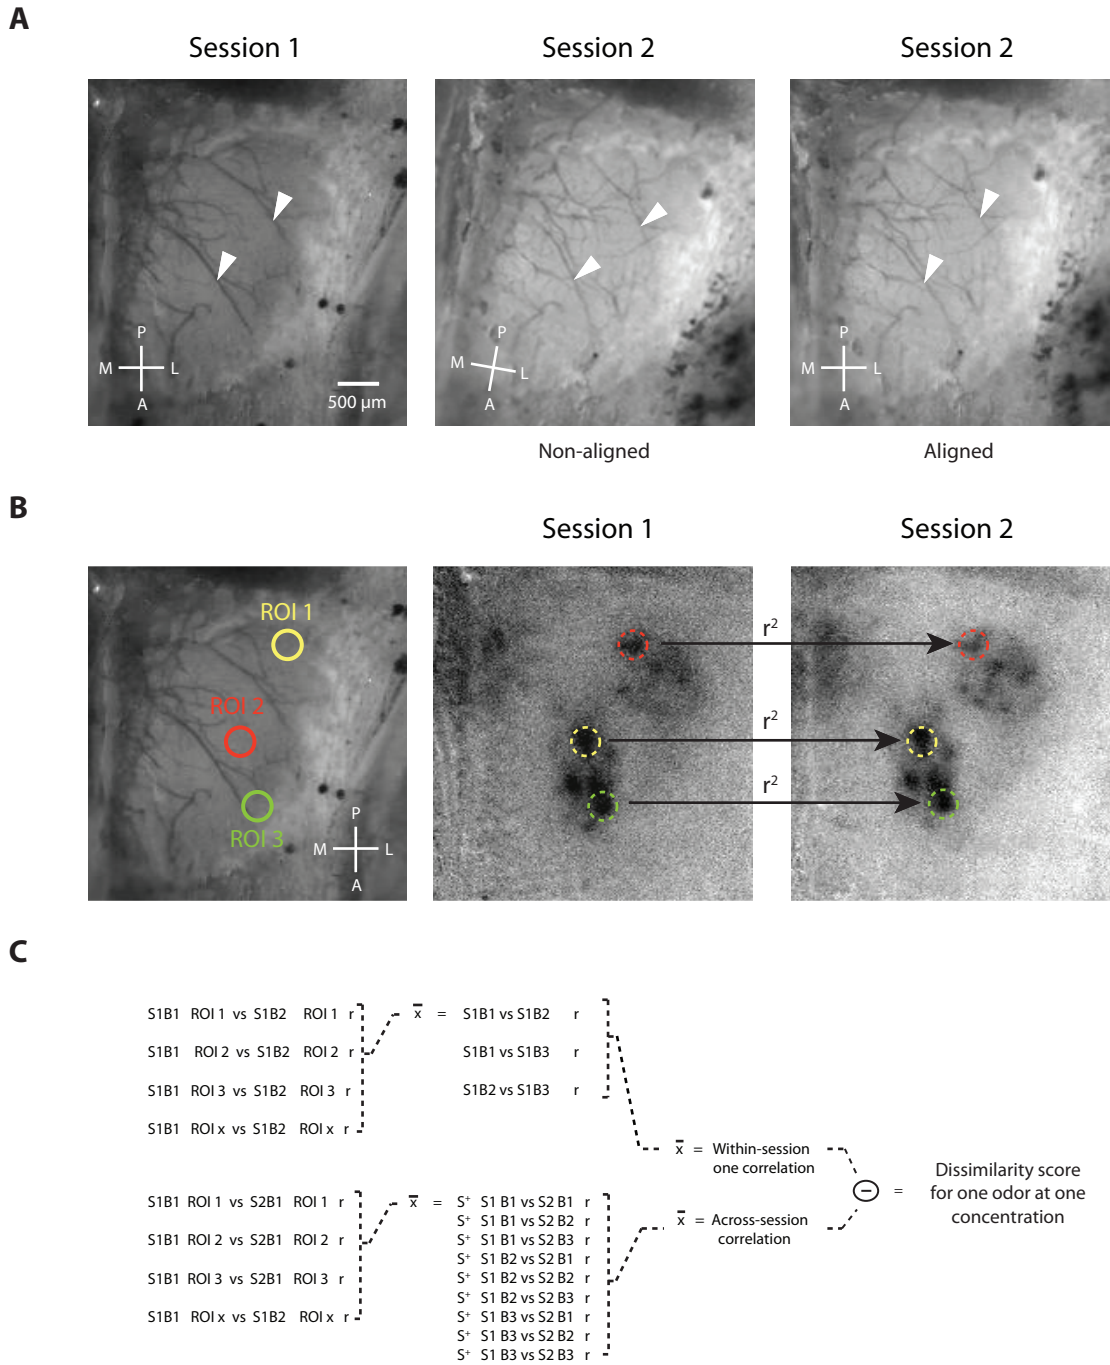 A
Session 1
Session 2
Session 2
P
M
L
A
500 µm
P
M
L
A
P
M
L
A
Non-aligned
Aligned
B
Session 1
Session 2
ROI 1
ROI 2
ROI 3
P
M
L
A
r²
r²
r²
C
S1B1 ROI 1 vs S1B2 ROI 1 r
S1B1 ROI 2 vs S1B2 ROI 2 r
S1B1 ROI 3 vs S1B2 ROI 3 r
S1B1 ROI x vs S1B2 ROI x r
x̄ = S1B1 vs S1B2 r
S1B1 vs S1B3 r
S1B2 vs S1B3 r
x̄ = Within-session
one correlation
S1B1 ROI 1 vs S2B1 ROI 1 r
S1B1 ROI 2 vs S2B1 ROI 2 r
S1B1 ROI 3 vs S2B1 ROI 3 r
S1B1 ROI x vs S1B2 ROI x r
x̄ = S⁺ S1 B1 vs S2 B1 r
S⁺ S1 B1 vs S2 B2 r
S⁺ S1 B1 vs S2 B3 r
S⁺ S1 B2 vs S2 B1 r
S⁺ S1 B2 vs S2 B2 r
S⁺ S1 B2 vs S2 B3 r
S⁺ S1 B3 vs S2 B1 r
S⁺ S1 B3 vs S2 B2 r
S⁺ S1 B3 vs S2 B3 r
x̄ = Across-session
correlation
− =
Dissimilarity score
for one odor at one
concentration